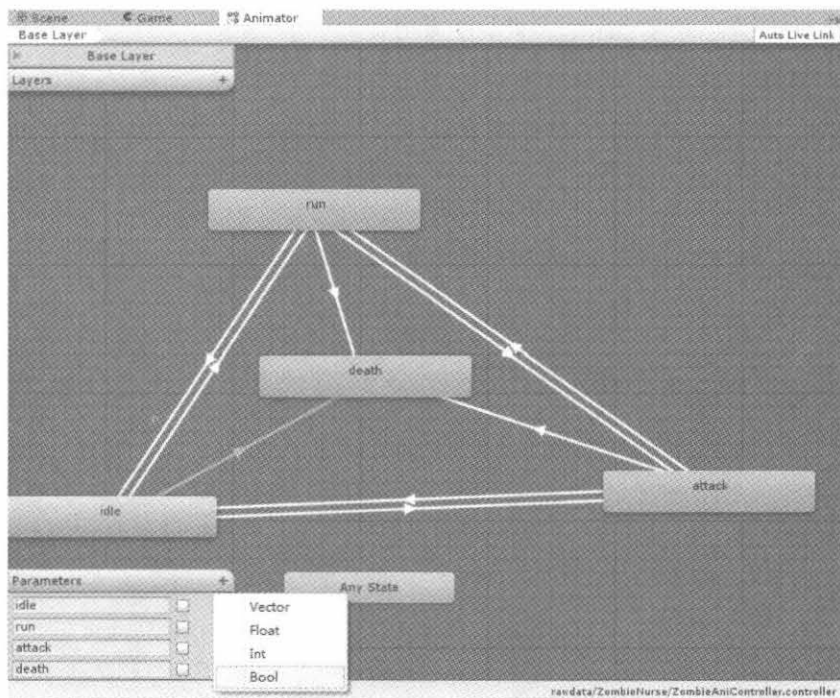 Scene Game Animator
Base Layer Auto Live Link
Base Layer
Layers +
run
death
attack
idle
Parameters +
Any State
idle
run
attack
death
Vector
Float
Int
Bool
rawdata/ZombieNurse/ZombieAniController.controller